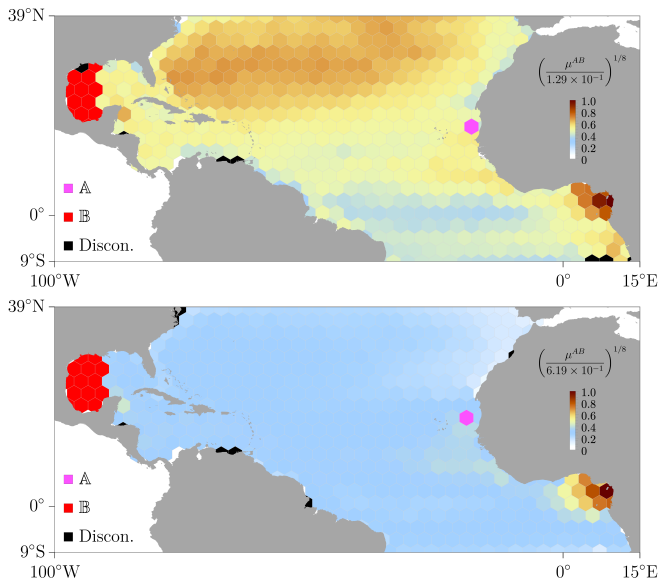 39°N
( μ^{AB} / 1.29 × 10^{−1} )^{1/8}
1.0
0.8
0.6
0.4
0.2
0
𝔸
𝔹
Discon.
0°
9°S
100°W
0°
15°E
39°N
( μ^{AB} / 6.19 × 10^{−1} )^{1/8}
1.0
0.8
0.6
0.4
0.2
0
𝔸
𝔹
Discon.
0°
9°S
100°W
0°
15°E